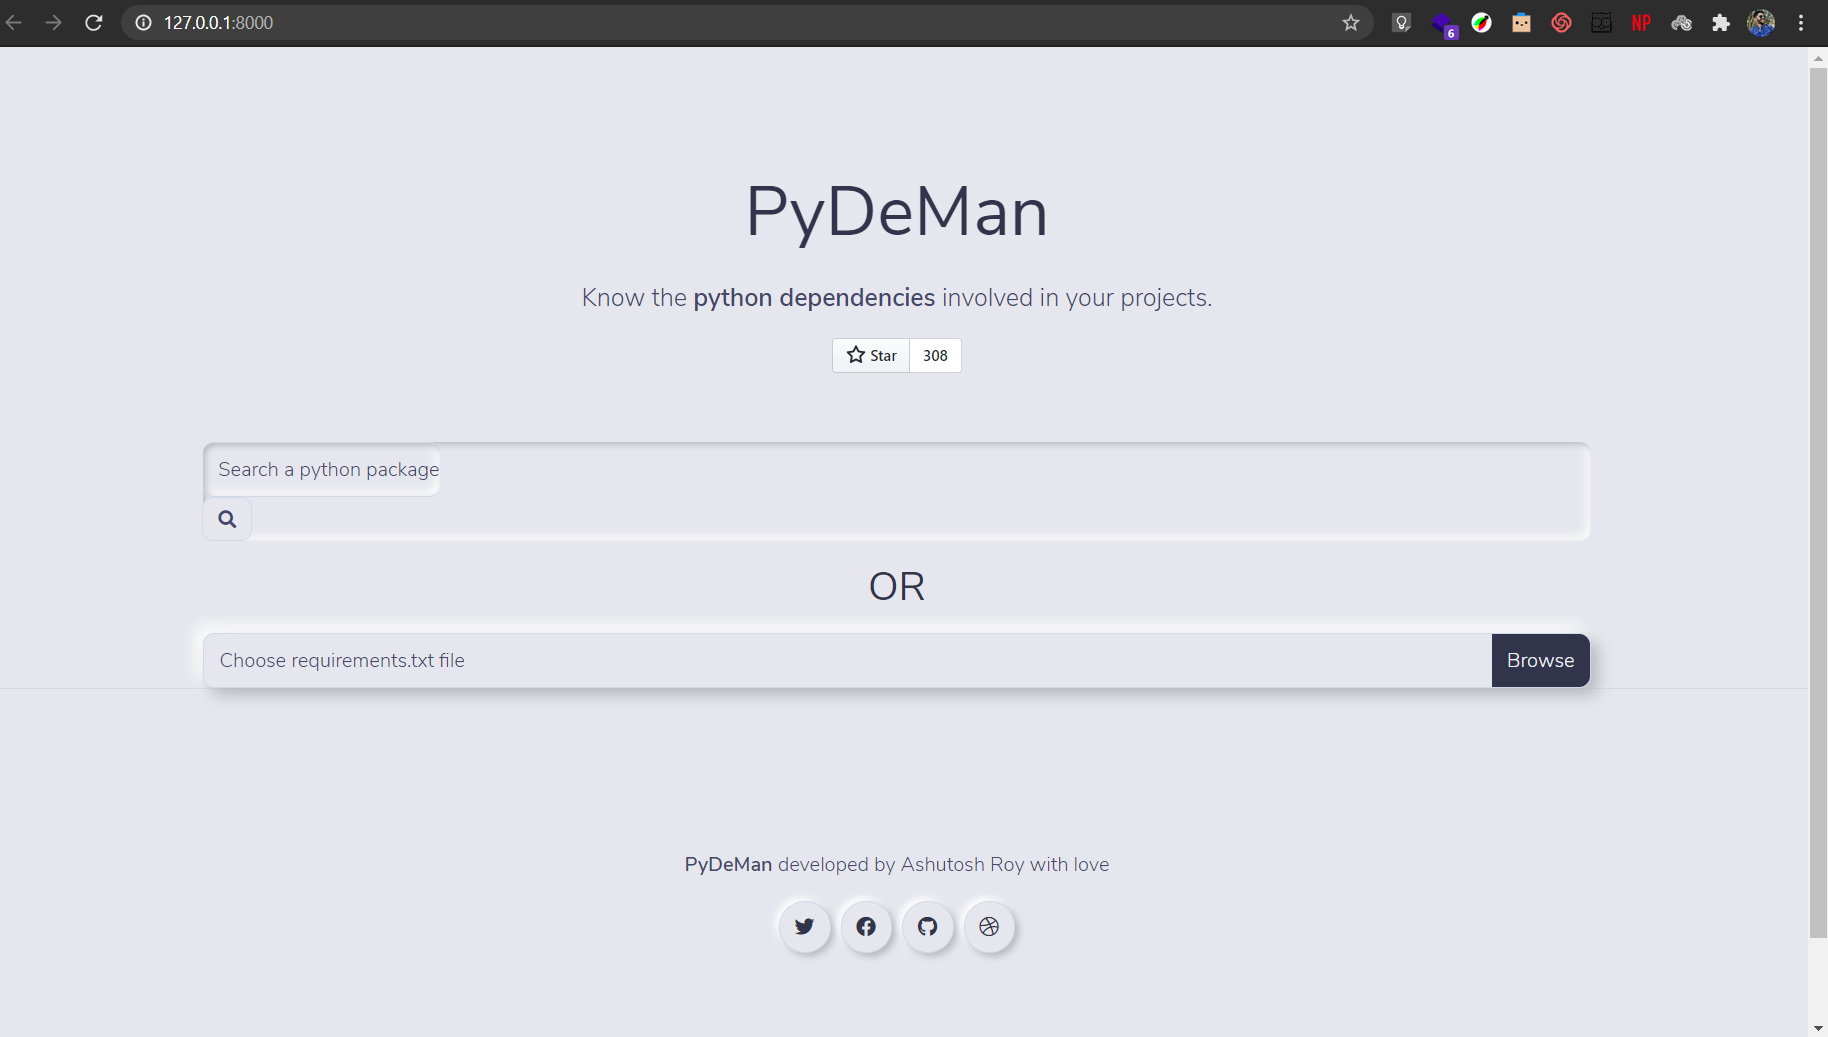 127.0.0.1:8000
6
NP
PyDeMan
Know the python dependencies involved in your projects.
Star 308
Search a python package
OR
Choose requirements.txt file Browse
PyDeMan developed by Ashutosh Roy with love